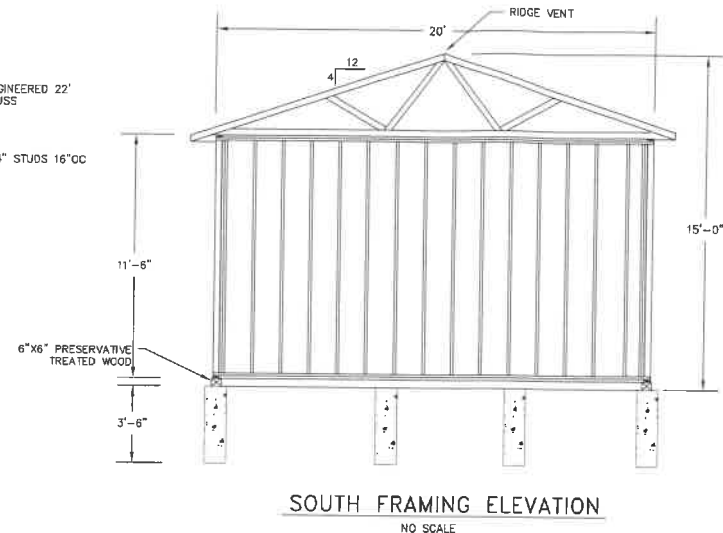 RIDGE VENT
20'
12
4
GINEERED 22'
USS
4" STUDS 16"OC
11'-6"
15'-0"
6"X6" PRESERVATIVE
TREATED WOOD
3'-6"
SOUTH FRAMING ELEVATION
NO SCALE